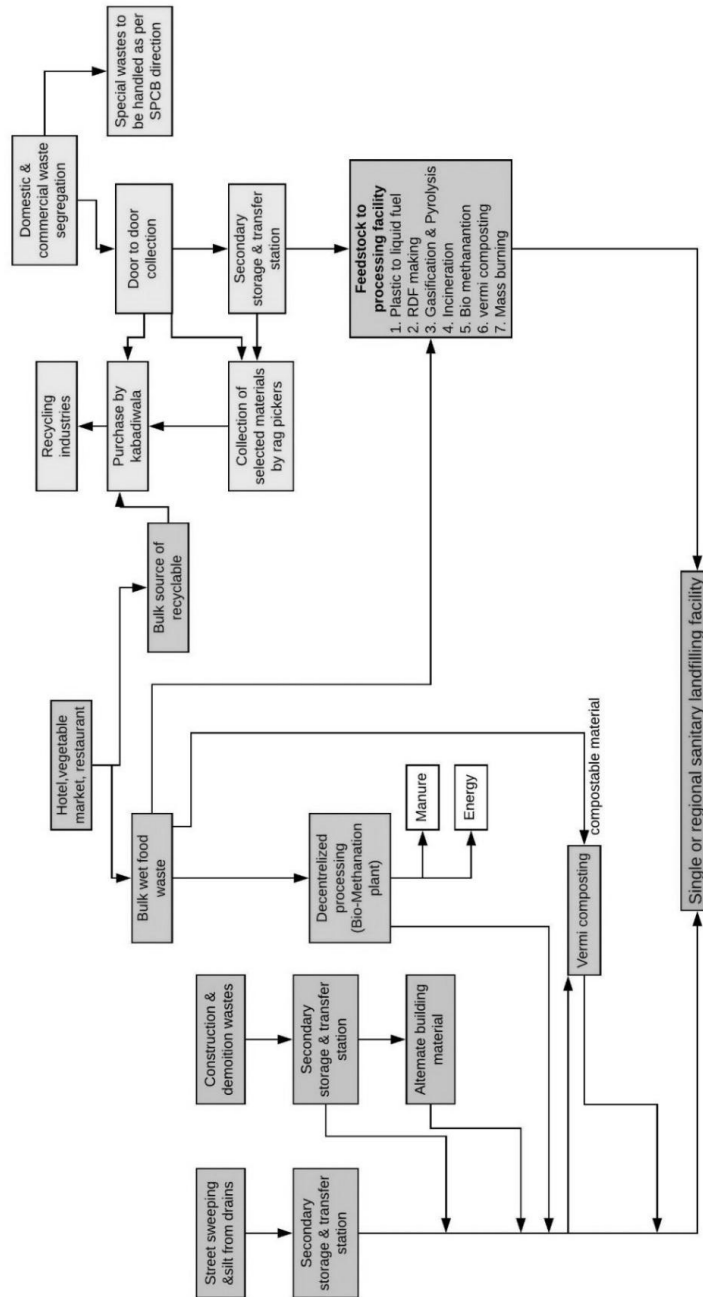 Street sweeping
&silt from drains
Construction &
demoition wastes
Hotel,vegetable
market, restaurant
Domestic &
commercial waste
segregation
Secondary
storage & transfer
station
Secondary
storage & transfer
station
Bulk wet food
waste
Bulk source of
recyclable
Recycling
industries
Purchase by
kabadiwala
Door to door
collection
Special wastes to
be handled as per
SPCB direction
Alternate building
material
Decentrelized
processing
(Bio-Methanation
plant)
Manure
Energy
Collection of
selected materials
by rag pickers
Secondary
storage & transfer
station
Feedstock to
processing facility
1. Plastic to liquid fuel
2. RDF making
3. Gasification & Pyrolysis
4. Incineration
5. Bio methanantion
6. vermi composting
7. Mass burning
Vermi composting
compostable material
Single or regional sanitary landfilling facility